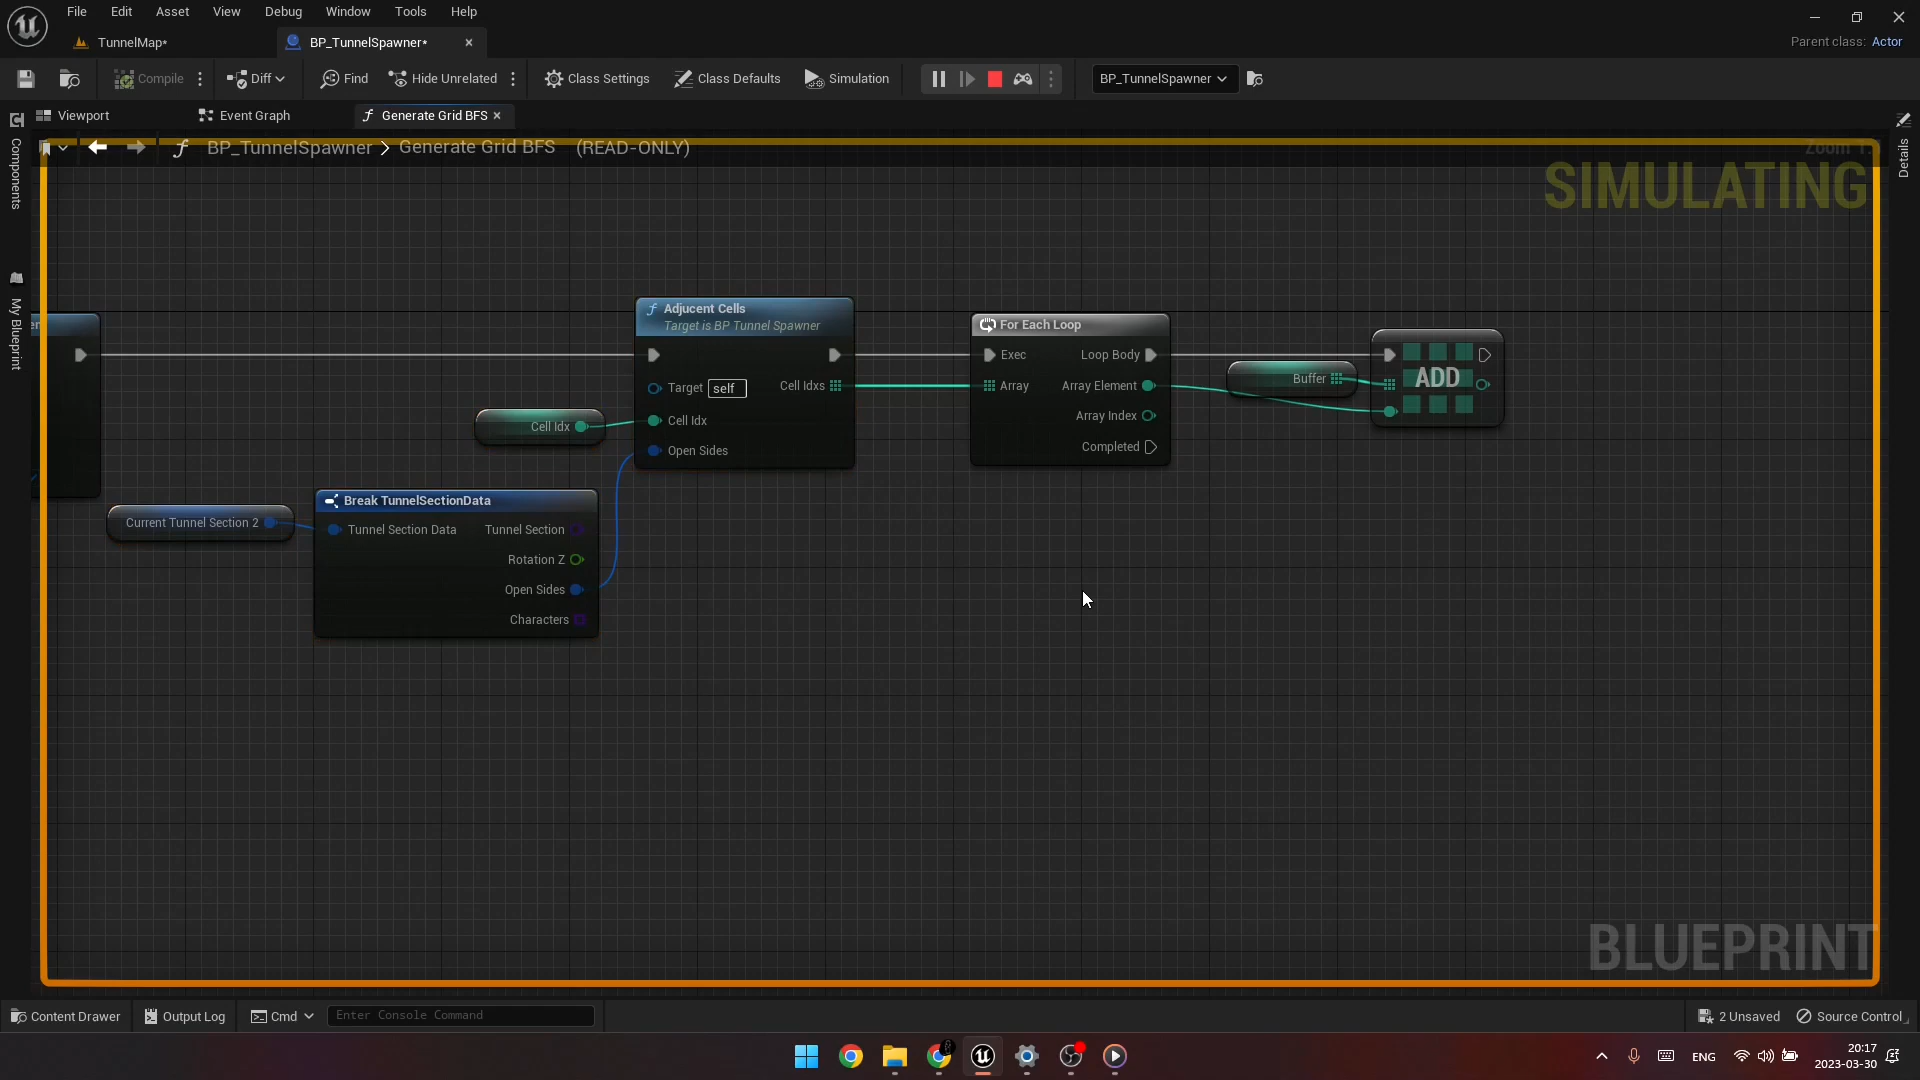 File Edit Asset View Debug Window Tools Help
TunnelMap*
BP_TunnelSpawner*
Parent class: Actor
Compile
Diff
Find
Hide Unrelated
Class Settings
Class Defaults
Simulation
BP_TunnelSpawner
Viewport
Event Graph
Generate Grid BFS
Components
My Blueprint
Details
BP_TunnelSpawner > Generate Grid BFS (READ-ONLY)
SIMULATING
Adjucent Cells
Target is BP Tunnel Spawner
Target self
Cell Idxs
Cell Idx
Open Sides
Cell Idx
For Each Loop
Exec
Loop Body
Array
Array Element
Array Index
Completed
Buffer
ADD
Current Tunnel Section 2
Break TunnelSectionData
Tunnel Section Data
Tunnel Section
Rotation Z
Open Sides
Characters
BLUEPRINT
Content Drawer
Output Log
Cmd
Enter Console Command
2 Unsaved
Source Control
ENG
20:17
2023-03-30